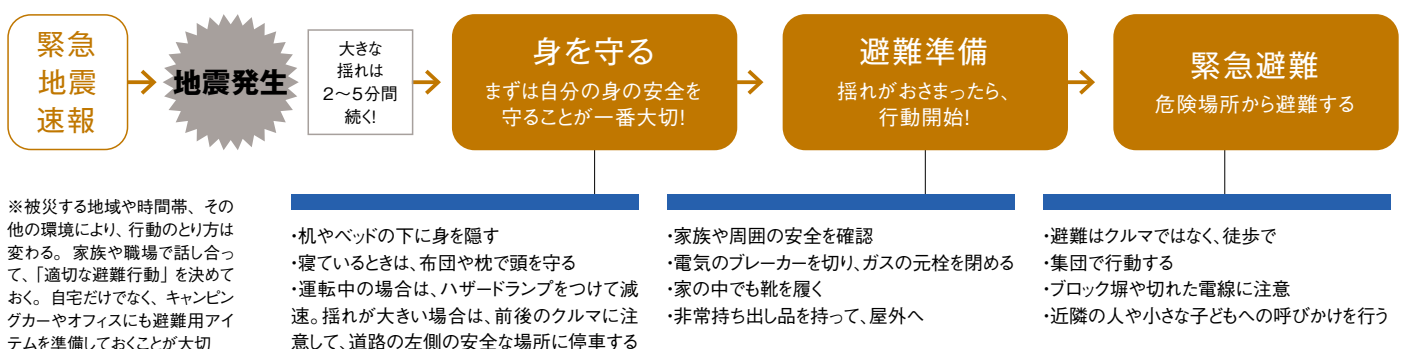 緊急
地震
速報
地震発生
大きな
揺れは
2〜5分間
続く!
身を守る
まずは自分の身の安全を
守ることが一番大切!
避難準備
揺れがおさまったら、
行動開始!
緊急避難
危険場所から避難する
※被災する地域や時間帯、その
他の環境により、行動のとり方は
変わる。家族や職場で話し合っ
て、「適切な避難行動」を決めて
おく。自宅だけでなく、キャンピン
グカーやオフィスにも避難用アイ
テムを準備しておくことが大切
・机やベッドの下に身を隠す
・寝ているときは、布団や枕で頭を守る
・運転中の場合は、ハザードランプをつけて減
速。揺れが大きい場合は、前後のクルマに注
意して、道路の左側の安全な場所に停車する
・家族や周囲の安全を確認
・電気のブレーカーを切り、ガスの元栓を閉める
・家の中でも靴を履く
・非常持ち出し品を持って、屋外へ
・避難はクルマではなく、徒歩で
・集団で行動する
・ブロック塀や切れた電線に注意
・近隣の人や小さな子どもへの呼びかけを行う